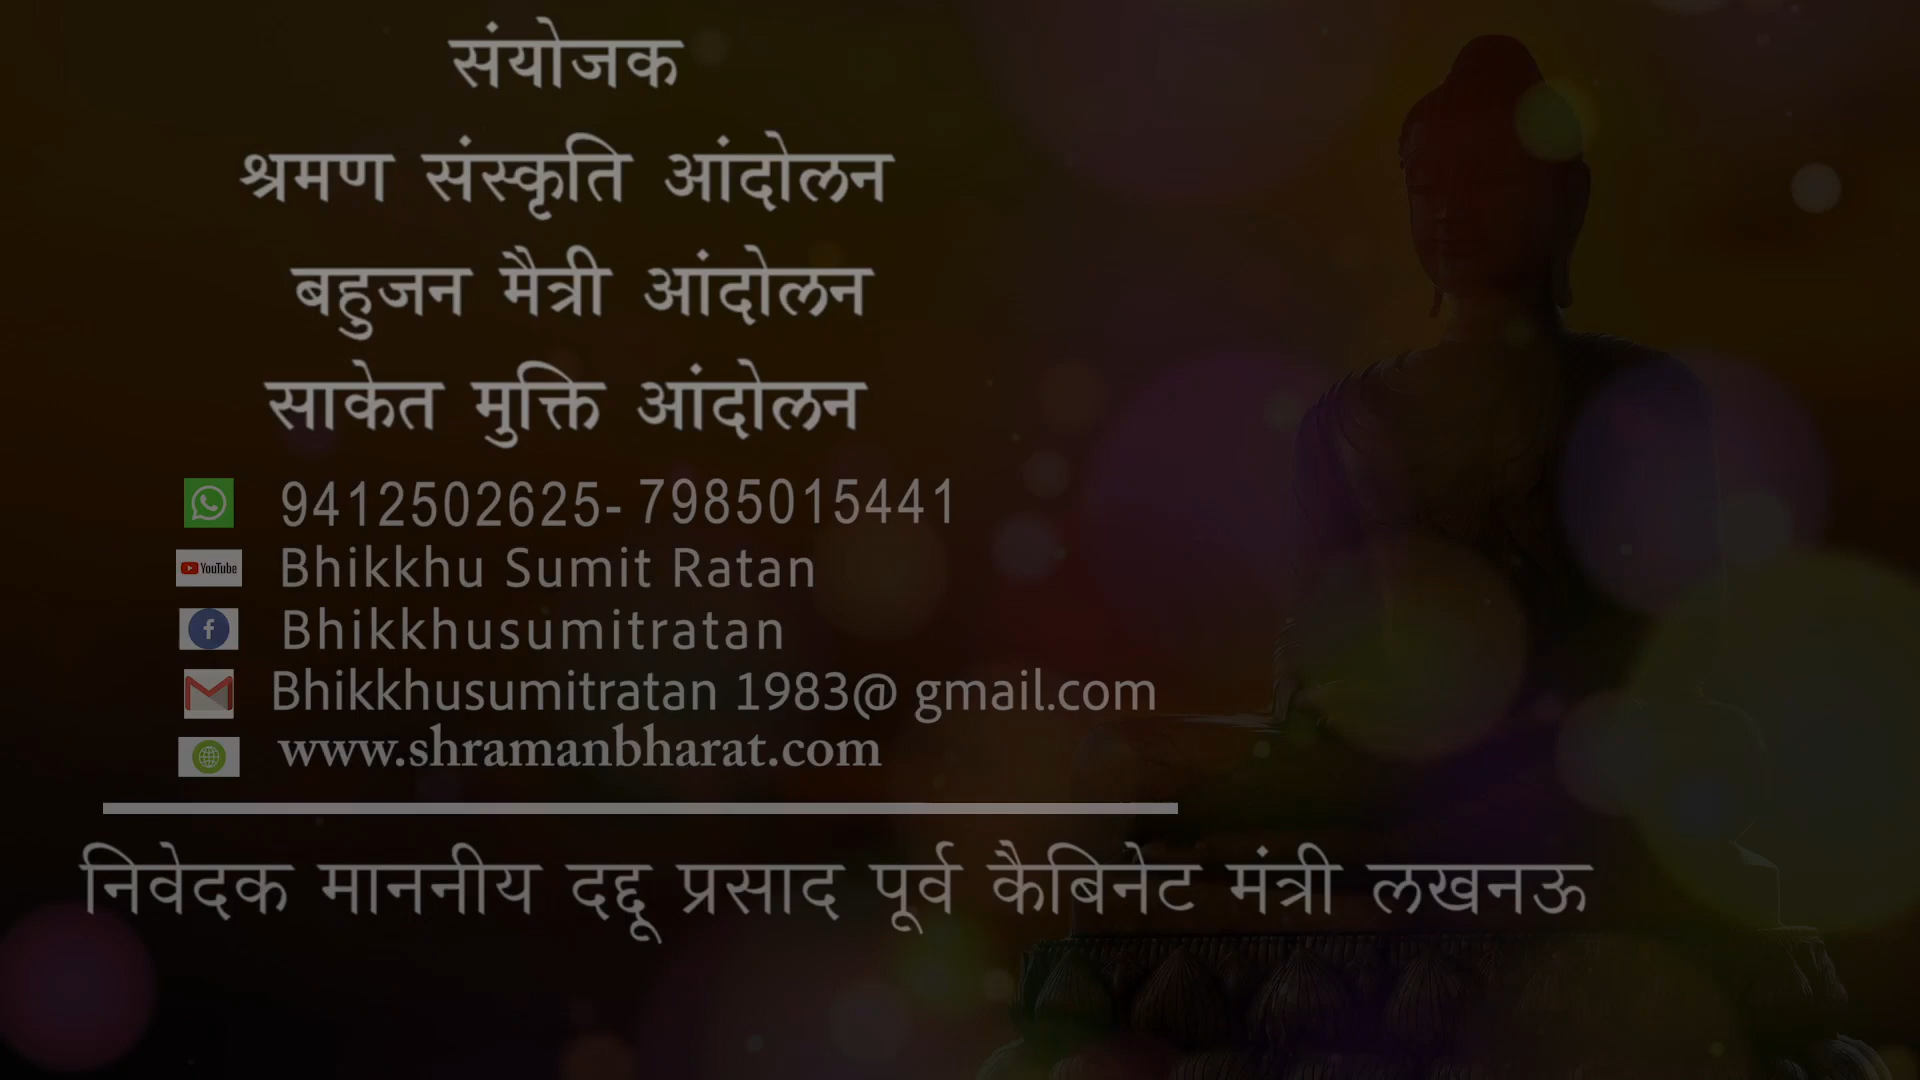 संयोजक
श्रमण संस्कृति आंदोलन
बहुजन मैत्री आंदोलन
साकेत मुक्ति आंदोलन
9412502625- 7985015441
YouTube Bhikkhu Sumit Ratan
Bhikkhusumitratan
Bhikkhusumitratan 1983@ gmail.com
www.shramanbharat.com
निवेदक माननीय दद्दू प्रसाद पूर्व कैबिनेट मंत्री लखनऊ